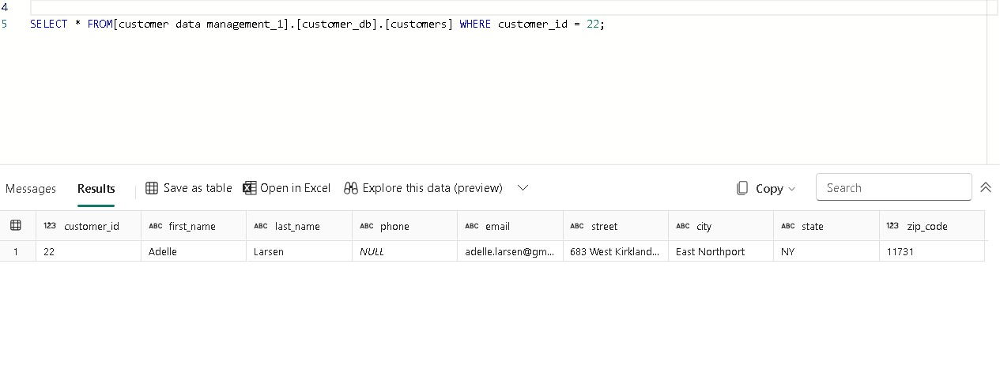 4
5 SELECT * FROM[customer data management_1].[customer_db].[customers] WHERE customer_id = 22;
Messages Results Save as table Open in Excel Explore this data (preview) Copy Search
123 customer_id ABC first_name ABC last_name ABC phone ABC email ABC street ABC city ABC state 123 zip_code
1 22 Adelle Larsen NULL adelle.larsen@gm... 683 West Kirkland... East Northport NY 11731